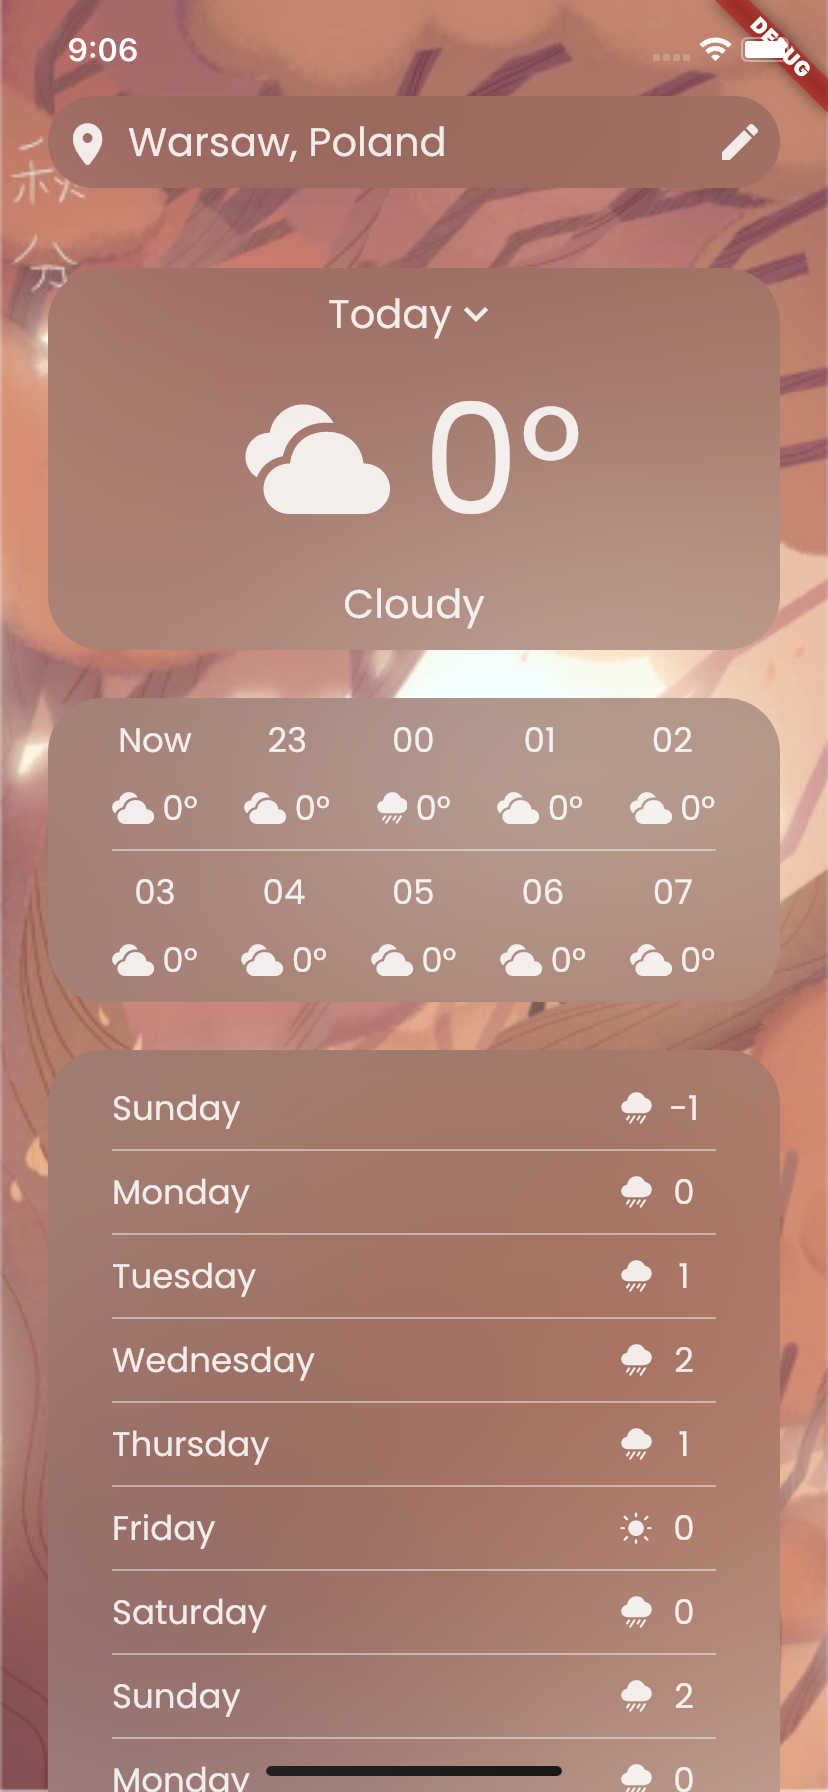 9:06
DEBUG
Warsaw, Poland
秋
分
Today
0°
Cloudy
Now 23 00 01 02
0° 0° 0° 0° 0°
03 04 05 06 07
0° 0° 0° 0° 0°
Sunday -1
Monday 0
Tuesday 1
Wednesday 2
Thursday 1
Friday 0
Saturday 0
Sunday 2
Monday 0